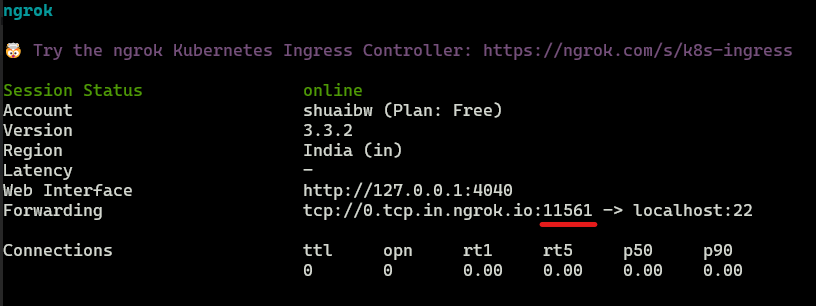 ngrok
🤯 Try the ngrok Kubernetes Ingress Controller: https://ngrok.com/s/k8s-ingress
Session Status online
Account shuaibw (Plan: Free)
Version 3.3.2
Region India (in)
Latency -
Web Interface http://127.0.0.1:4040
Forwarding tcp://0.tcp.in.ngrok.io:11561 -> localhost:22
Connections ttl opn rt1 rt5 p50 p90
0 0 0.00 0.00 0.00 0.00